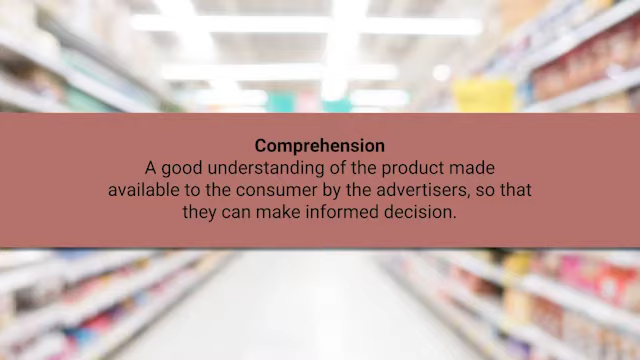 Comprehension
A good understanding of the product made
available to the consumer by the advertisers, so that
they can make informed decision.